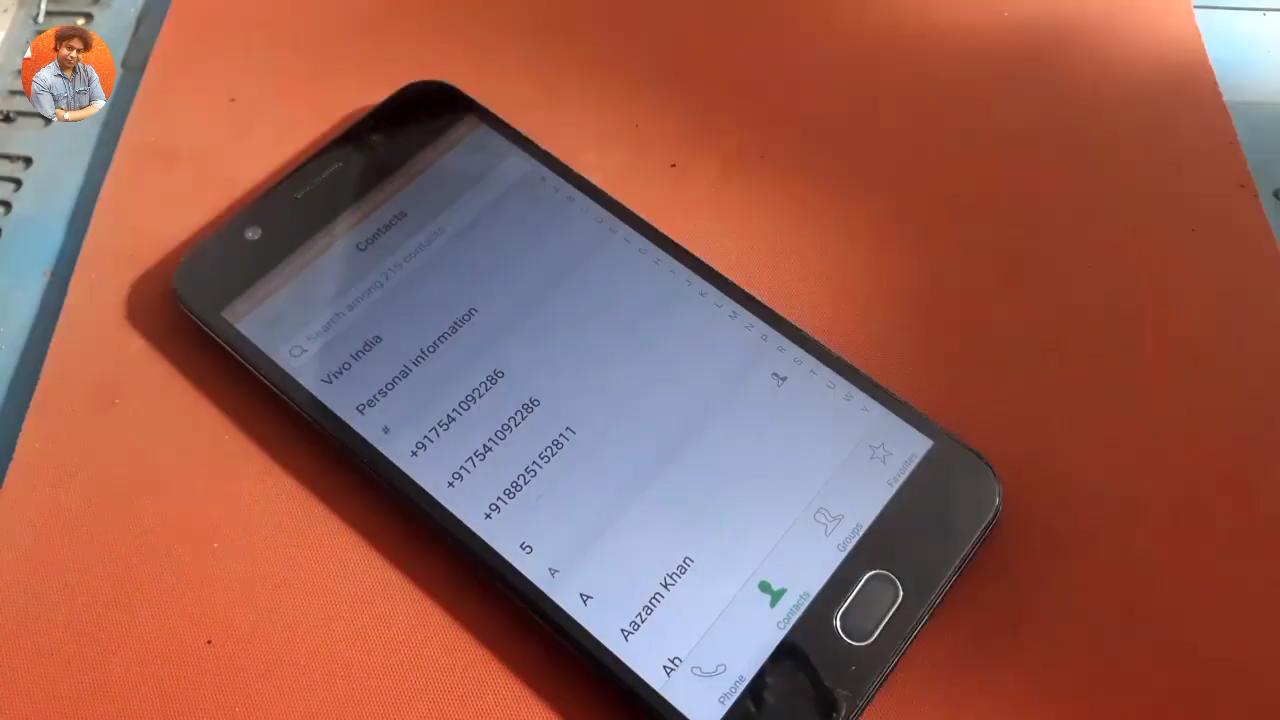 Contacts
Search among 215 contacts
Vivo India
Personal information
#
+917541092286
+917541092286
+918825152811
5
A
A
Aazam Khan
Ah
Phone
Contacts
Groups
Favorites
H
I
J
K
L
M
N
P
R
S
T
U
W
Y